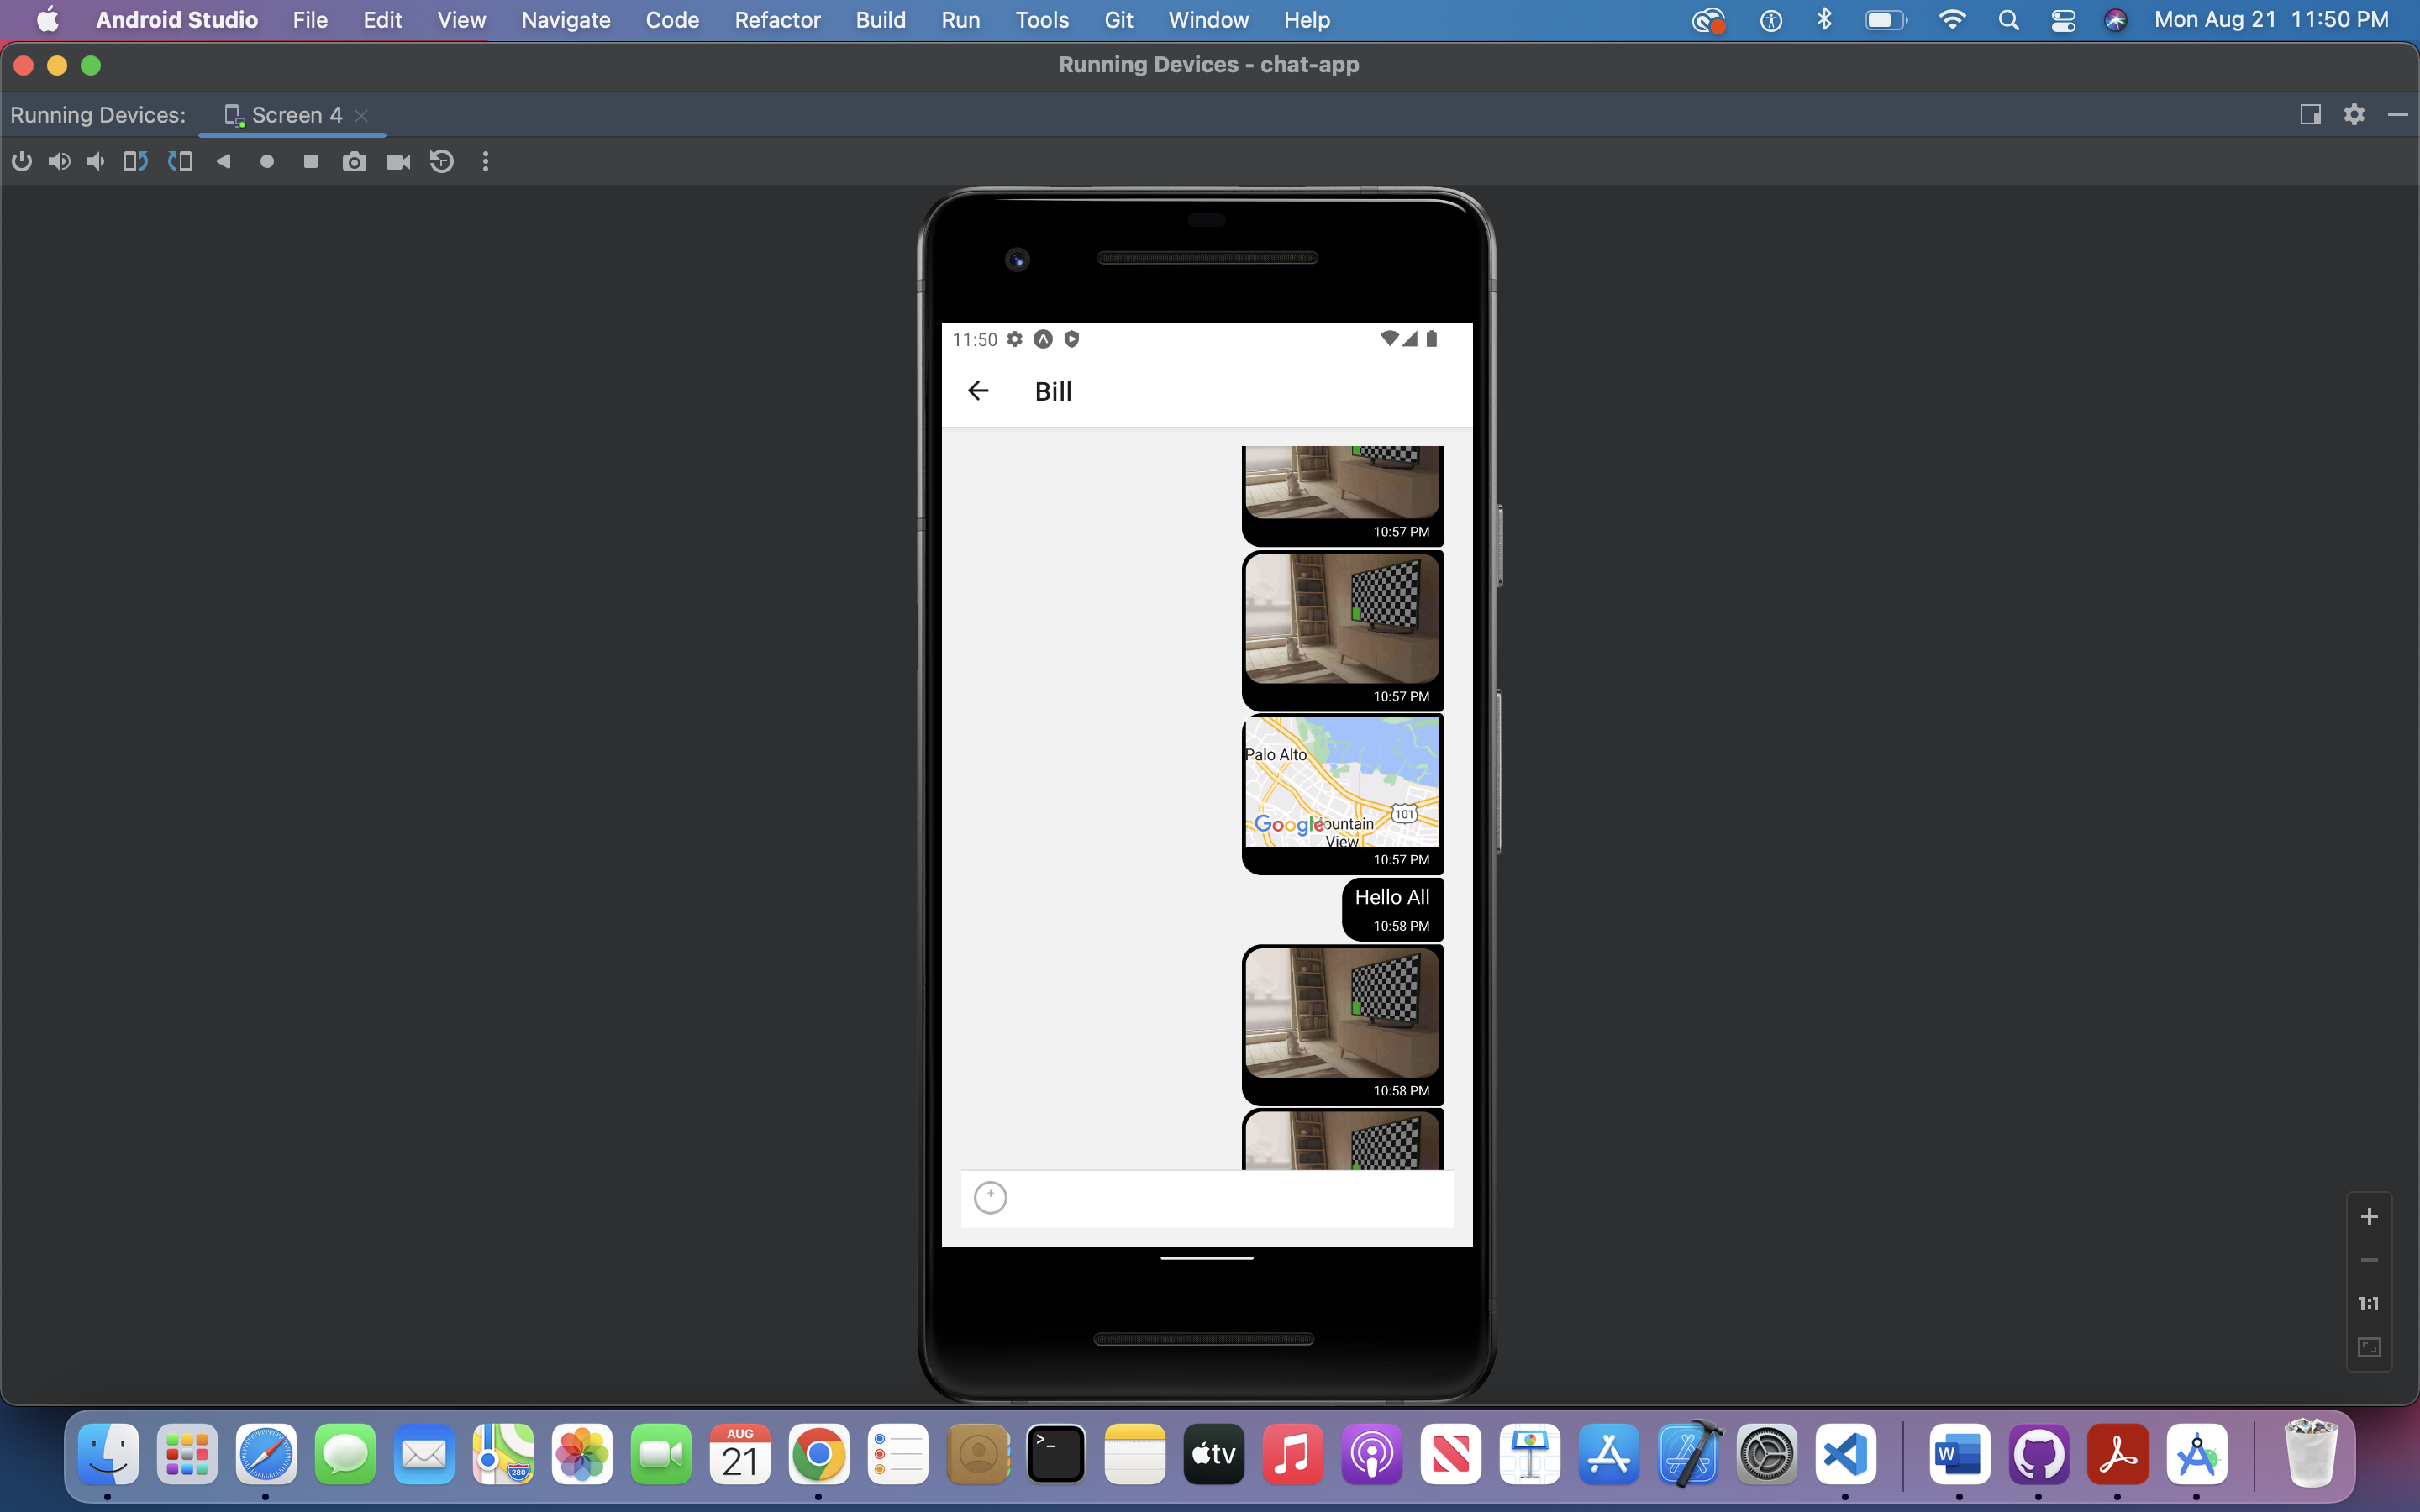 Android Studio File Edit View Navigate Code Refactor Build Run Tools Git Window Help Mon Aug 21 11:50 PM
Running Devices - chat-app
Running Devices: Screen 4
11:50
Bill
10:57 PM
10:57 PM
Palo Alto
101
Google ountain
View
10:57 PM
Hello All
10:58 PM
10:58 PM
1:1
280
AUG
21
>_
tv
W